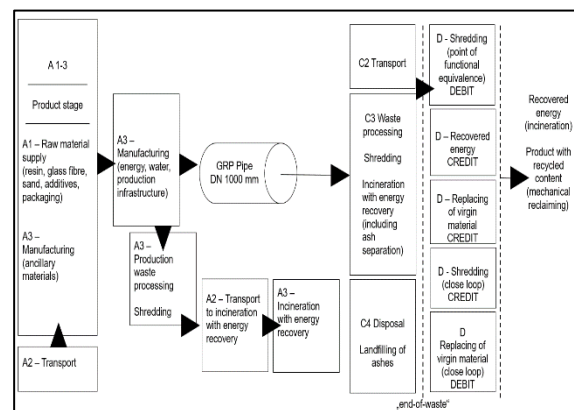 A 1-3
Product stage
A1 – Raw material
supply
(resin, glass fibre,
sand, additives,
packaging)
A3 –
Manufacturing
(ancillary
materials)
A2 – Transport
A3 –
Manufacturing
(energy, water,
production
infrastructure)
A3 –
Production
waste
processing
Shredding
A2 – Transport
to incineration
with energy
recovery
A3 –
Incineration
with energy
recovery
GRP Pipe
DN 1000 mm
C2 Transport
C3 Waste
processing
Shredding
Incineration
with energy
recovery
(including
ash
separation)
C4 Disposal
Landfilling of
ashes
D - Shredding
(point of
functional
equivalence)
DEBIT
D – Recovered
energy
CREDIT
D – Replacing
of virgin
material
CREDIT
D - Shredding
(close loop)
CREDIT
D
Replacing of
virgin material
(close loop)
DEBIT
„end-of-waste"
Recovered
energy
(incineration)
Product with
recycled
content
(mechanical
reclaiming)